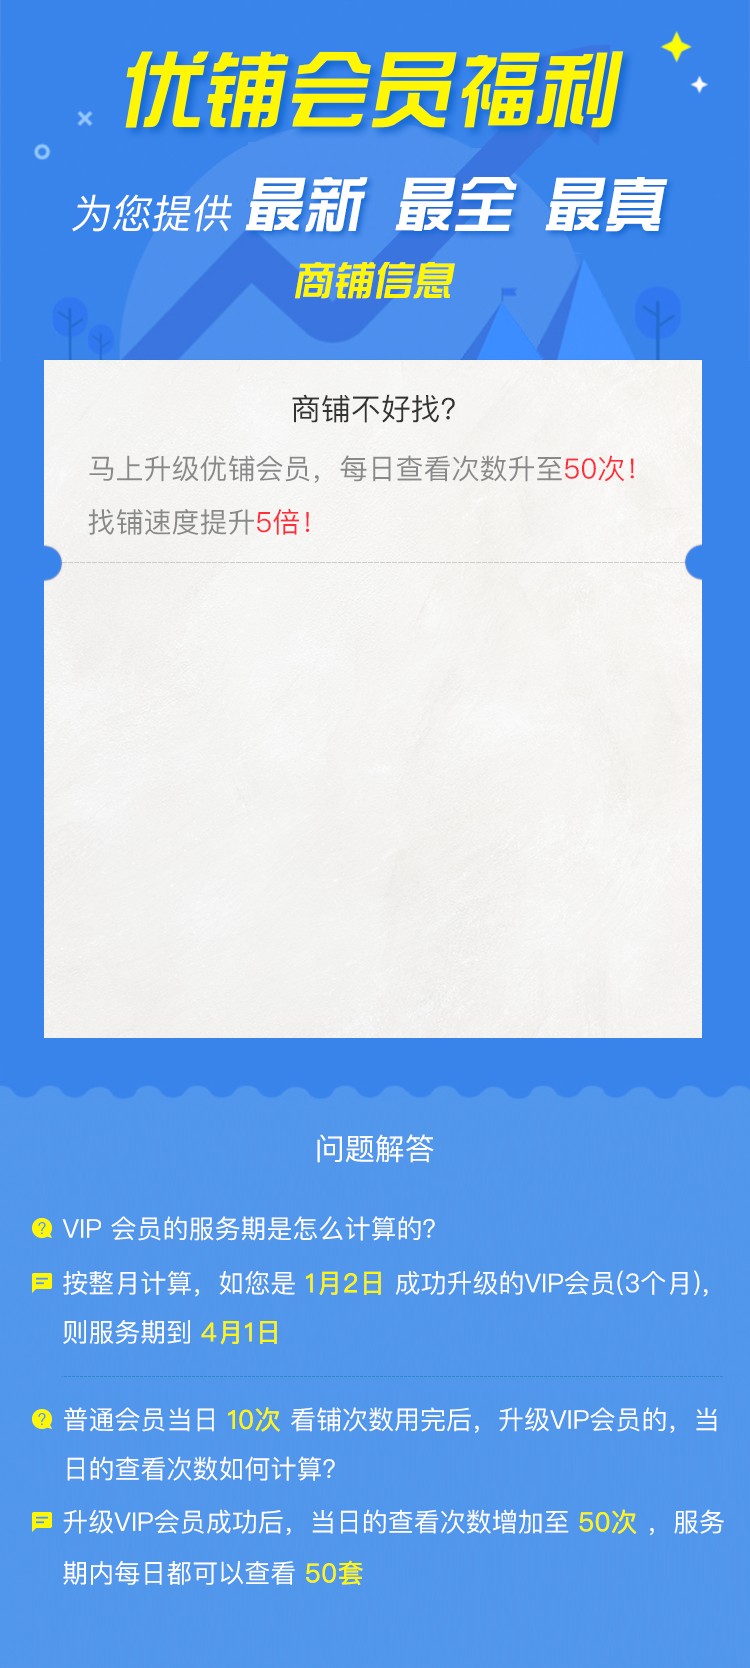 优铺会员福利
为您提供 最新 最全 最真
商铺信息
商铺不好找?
马上升级优铺会员，每日查看次数升至50次！
找铺速度提升5倍！
问题解答
VIP 会员的服务期是怎么计算的?
按整月计算，如您是 1月2日 成功升级的VIP会员(3个月)，
则服务期到 4月1日
普通会员当日 10次 看铺次数用完后，升级VIP会员的，当
日的查看次数如何计算?
升级VIP会员成功后，当日的查看次数增加至 50次 ，服务
期内每日都可以查看 50套